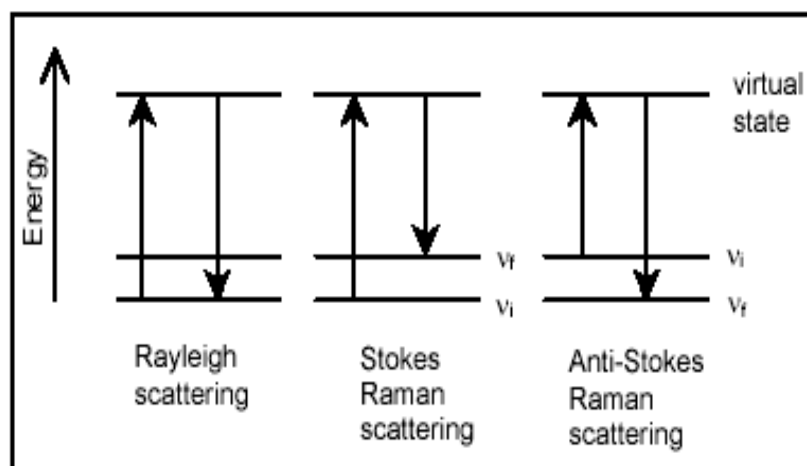 Energy
virtual
state
νf
νi
νi
νf
Rayleigh
scattering
Stokes
Raman
scattering
Anti-Stokes
Raman
scattering